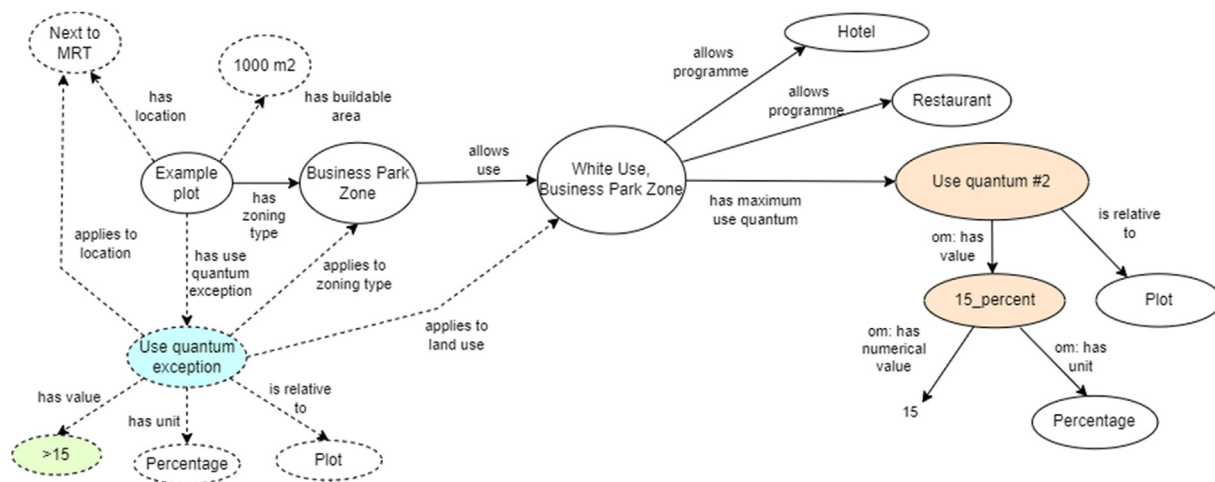 Next to
MRT
1000 m2
has
location
has buildable
area
Example
plot
has
zoning
type
Business Park
Zone
allows
use
White Use,
Business Park Zone
allows
programme
Hotel
allows
programme
Restaurant
has maximum
use quantum
Use quantum #2
om: has
value
is relative
to
15_percent
Plot
om: has
numerical
value
om: has
unit
15
Percentage
applies to
location
has use
quantum
exception
applies to
zoning type
applies to
land use
Use quantum
exception
has value
has unit
is relative
to
>15
Percentage
Plot